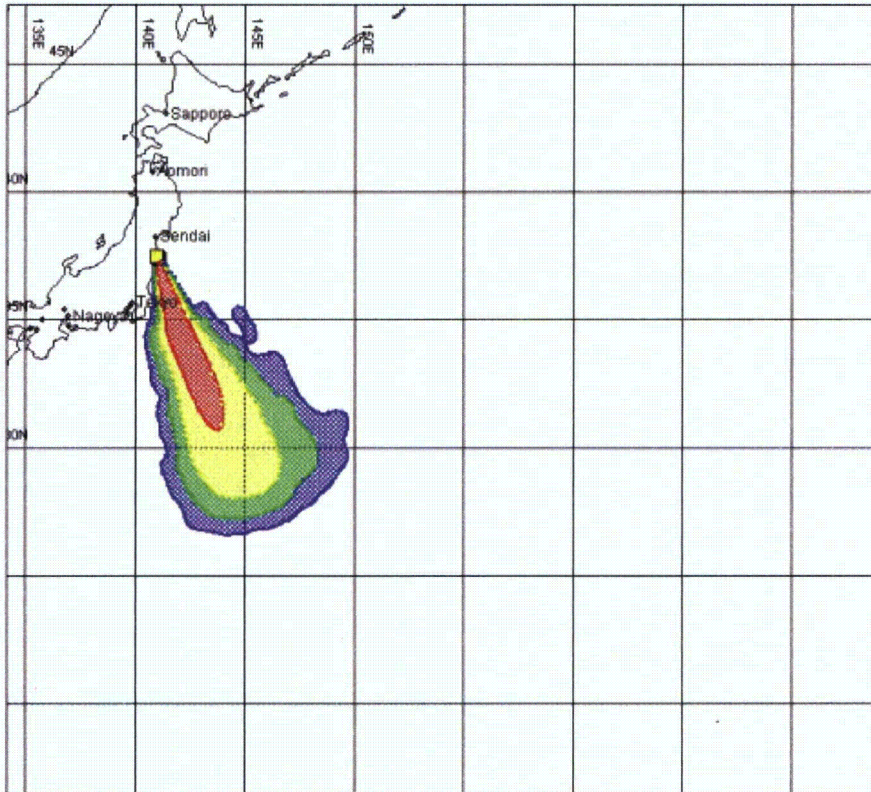 135E
140E
145E
150E
45N
Sapporo
Aomori
40N
Sendai
35N
Tokyo
Nagoya
30N